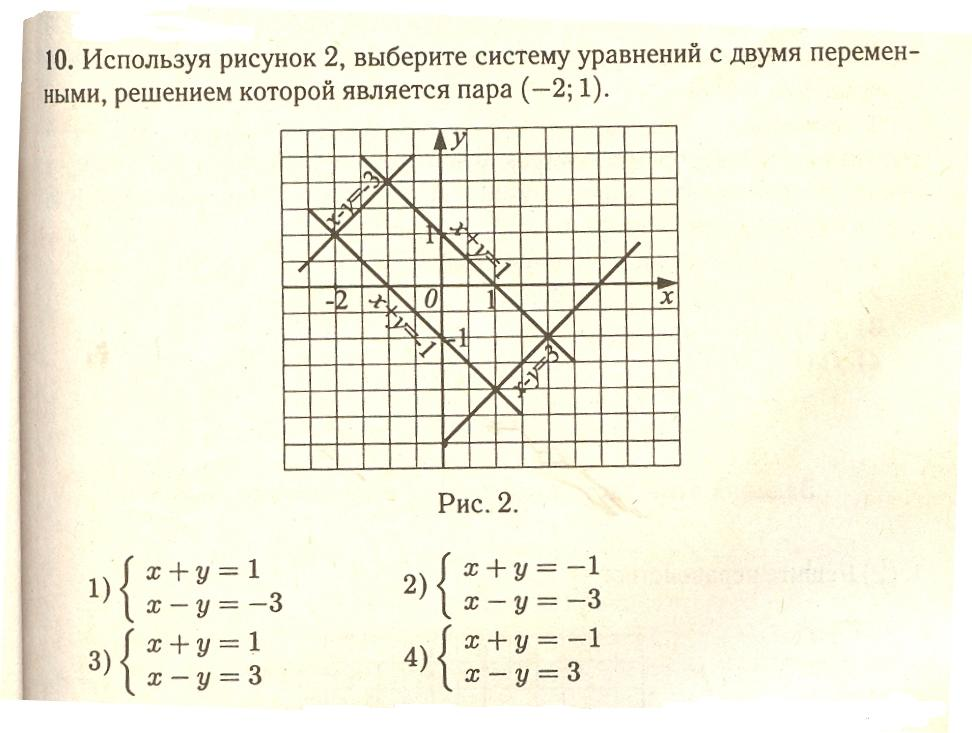 10. Используя рисунок 2, выберите систему уравнений с двумя перемен-
ными, решением которой является пара (−2; 1).
y
x-y=-3
x+y=1
1
-2
0
1
x
x+y=-1
-1
x-y=3
Рис. 2.
1) { x + y = 1
x − y = −3
2) { x + y = −1
x − y = −3
3) { x + y = 1
x − y = 3
4) { x + y = −1
x − y = 3